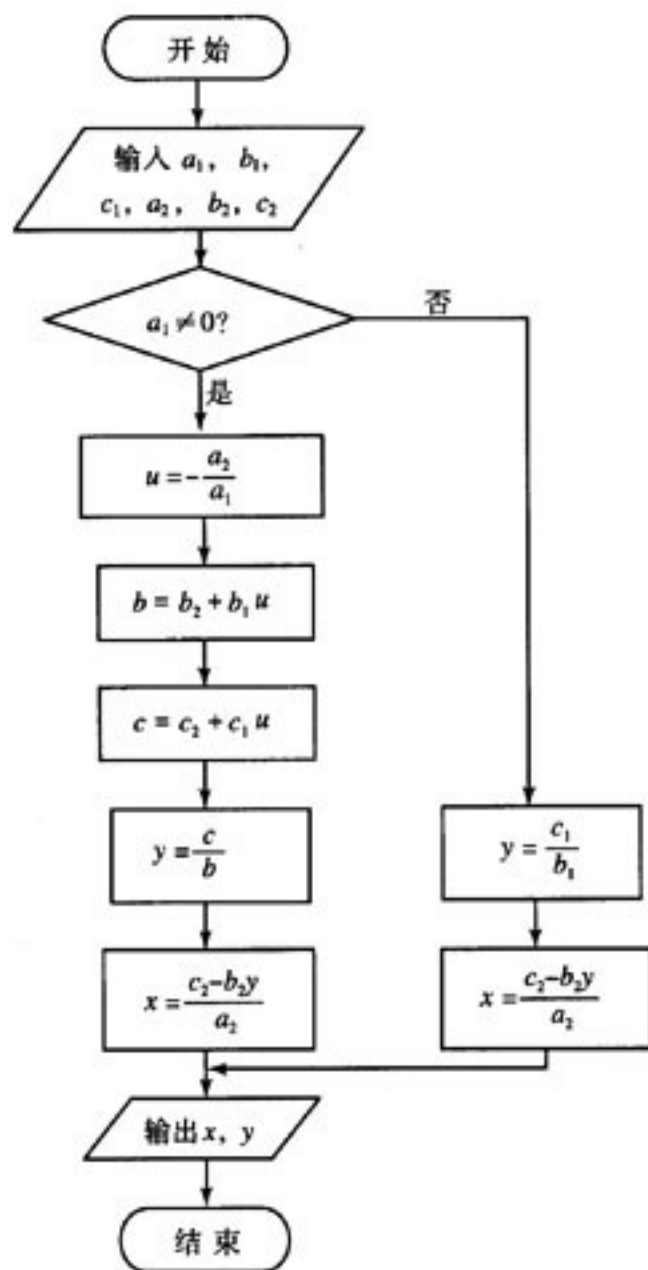 开始
输入 a₁, b₁,
c₁, a₂, b₂, c₂
a₁≠0?
否
是
u=-a₂/a₁
b=b₂+b₁u
c=c₂+c₁u
y=c/b
x=(c₂-b₂y)/a₂
y=c₁/b₁
x=(c₂-b₂y)/a₂
输出x, y
结束